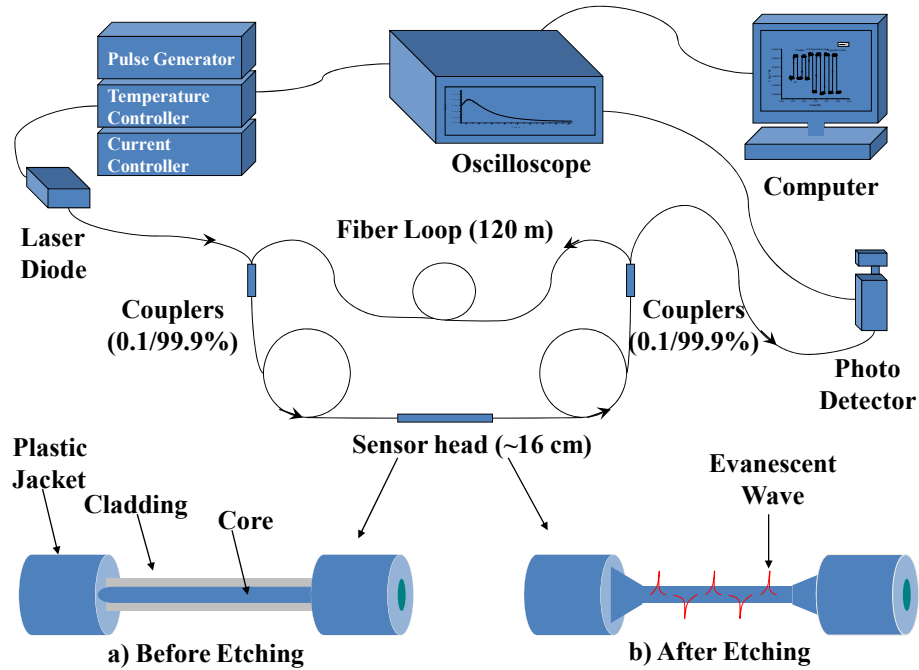 Pulse Generator
Temperature
Controller
Current
Controller
Oscilloscope
Computer
Laser
Diode
Fiber Loop (120 m)
Couplers
(0.1/99.9%)
Couplers
(0.1/99.9%)
Photo
Detector
Sensor head (~16 cm)
Plastic
Jacket
Cladding
Core
Evanescent
Wave
a) Before Etching
b) After Etching